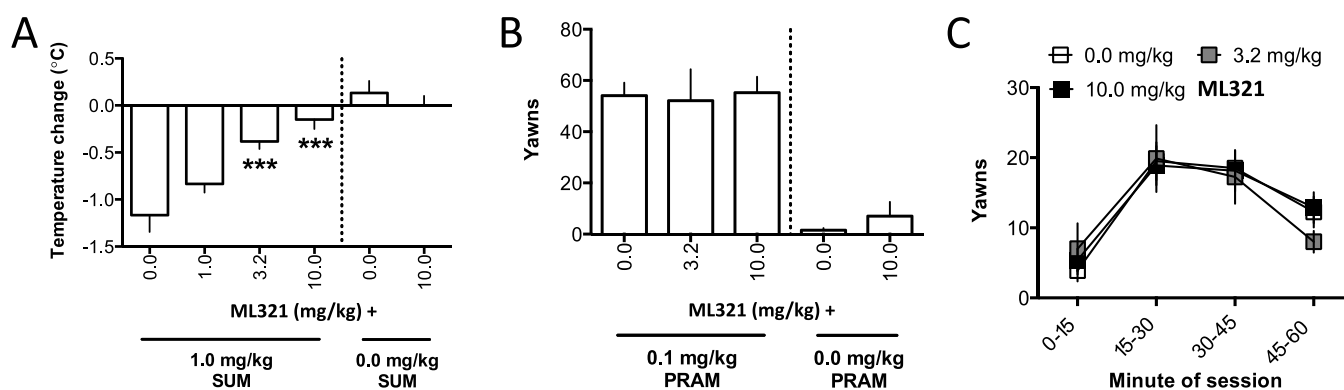 A
Temperature change (°C)
0.5
0.0
-0.5
-1.0
-1.5
***
***
0.0
1.0
3.2
10.0
0.0
10.0
ML321 (mg/kg) +
1.0 mg/kg
SUM
0.0 mg/kg
SUM
B
Yawns
80
60
40
20
0
0.0
3.2
10.0
0.0
10.0
ML321 (mg/kg) +
0.1 mg/kg
PRAM
0.0 mg/kg
PRAM
C
0.0 mg/kg
3.2 mg/kg
10.0 mg/kg ML321
Yawns
30
20
10
0
0-15
15-30
30-45
45-60
Minute of session